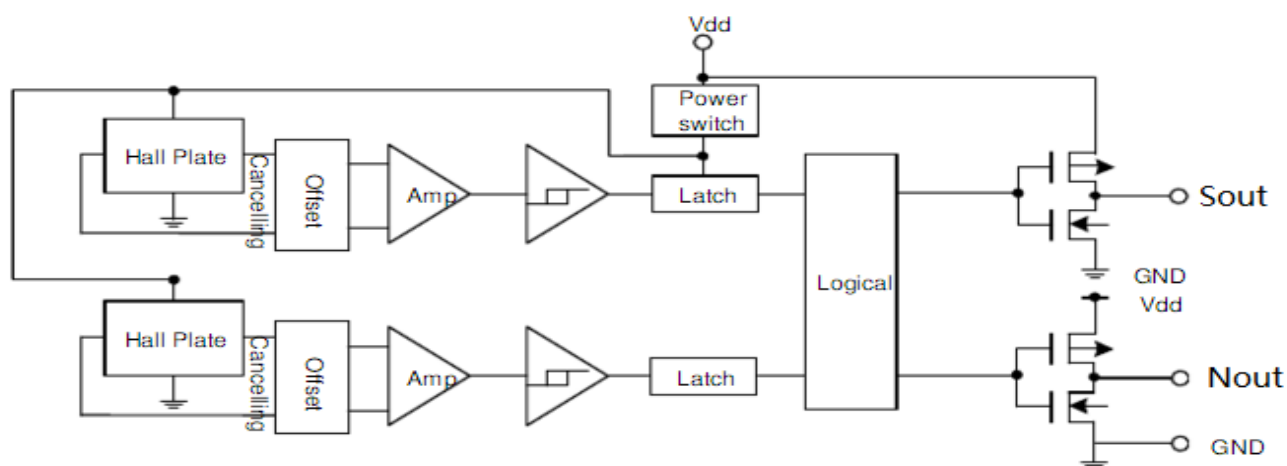 Vdd
Power
switch
Hall Plate
Cancelling
Offset
Amp
Latch
Sout
GND
Vdd
Logical
Hall Plate
Cancelling
Offset
Amp
Latch
Nout
GND